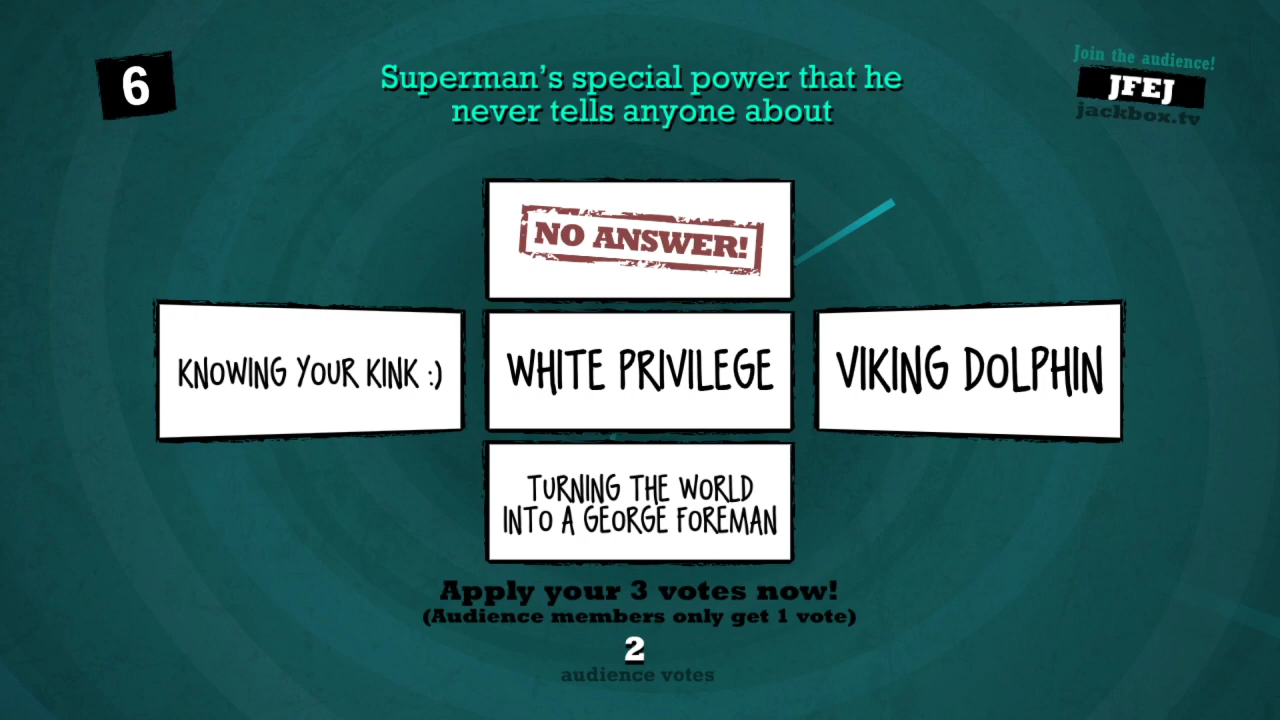 6
Superman's special power that he
never tells anyone about
Join the audience!
JFEJ
jackbox.tv
NO ANSWER!
KNOWING YOUR KINK :)
WHITE PRIVILEGE
VIKING DOLPHIN
TURNING THE WORLD
INTO A GEORGE FOREMAN
Apply your 3 votes now!
(Audience members only get 1 vote)
2
audience votes